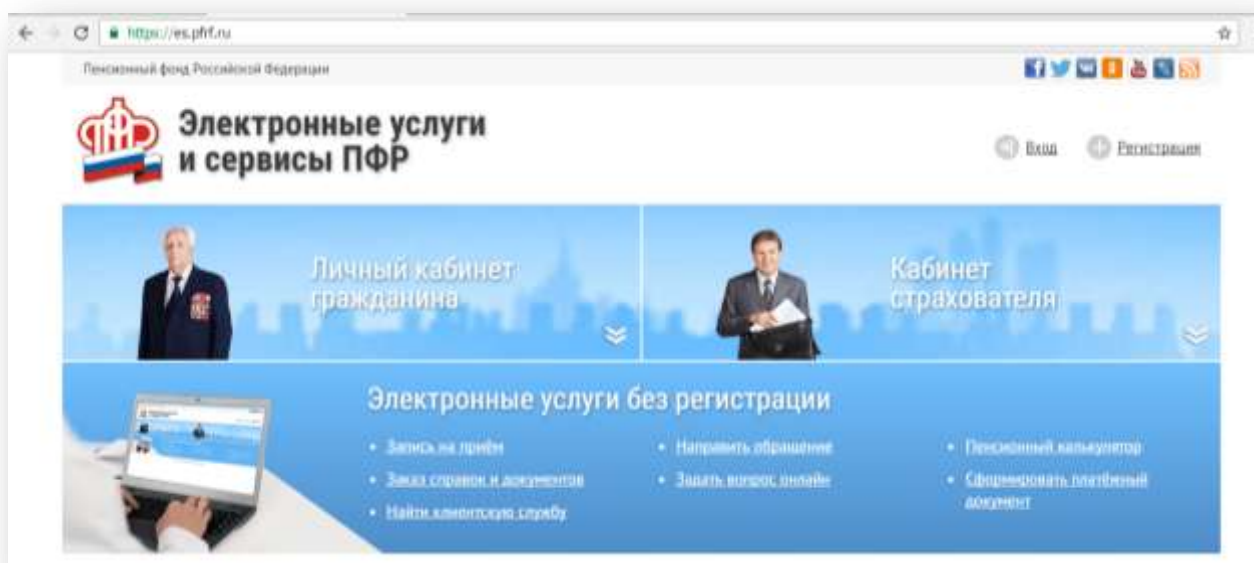 https://es.pfrf.ru
Пенсионный фонд Российской Федерации
Электронные услуги
и сервисы ПФР
Вход
Регистрация
Личный кабинет
гражданина
Кабинет
страхователя
Электронные услуги без регистрации
• Запись на приём
• Заказ справок и документов
• Найти клиентскую службу
• Направить обращение
• Задать вопрос онлайн
• Пенсионный калькулятор
• Сформировать платёжный
документ